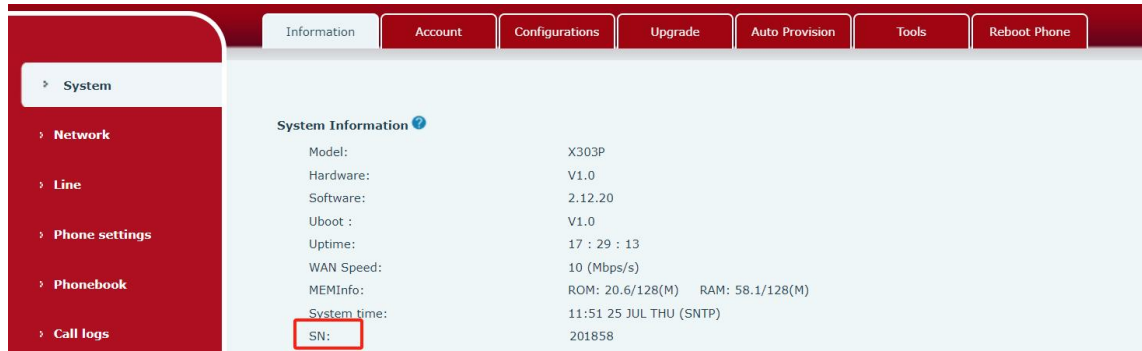 Information Account Configurations Upgrade Auto Provision Tools Reboot Phone
› System
› Network
› Line
› Phone settings
› Phonebook
› Call logs
System Information ?
Model: X303P
Hardware: V1.0
Software: 2.12.20
Uboot : V1.0
Uptime: 17 : 29 : 13
WAN Speed: 10 (Mbps/s)
MEMInfo: ROM: 20.6/128(M) RAM: 58.1/128(M)
System time: 11:51 25 JUL THU (SNTP)
SN: 201858